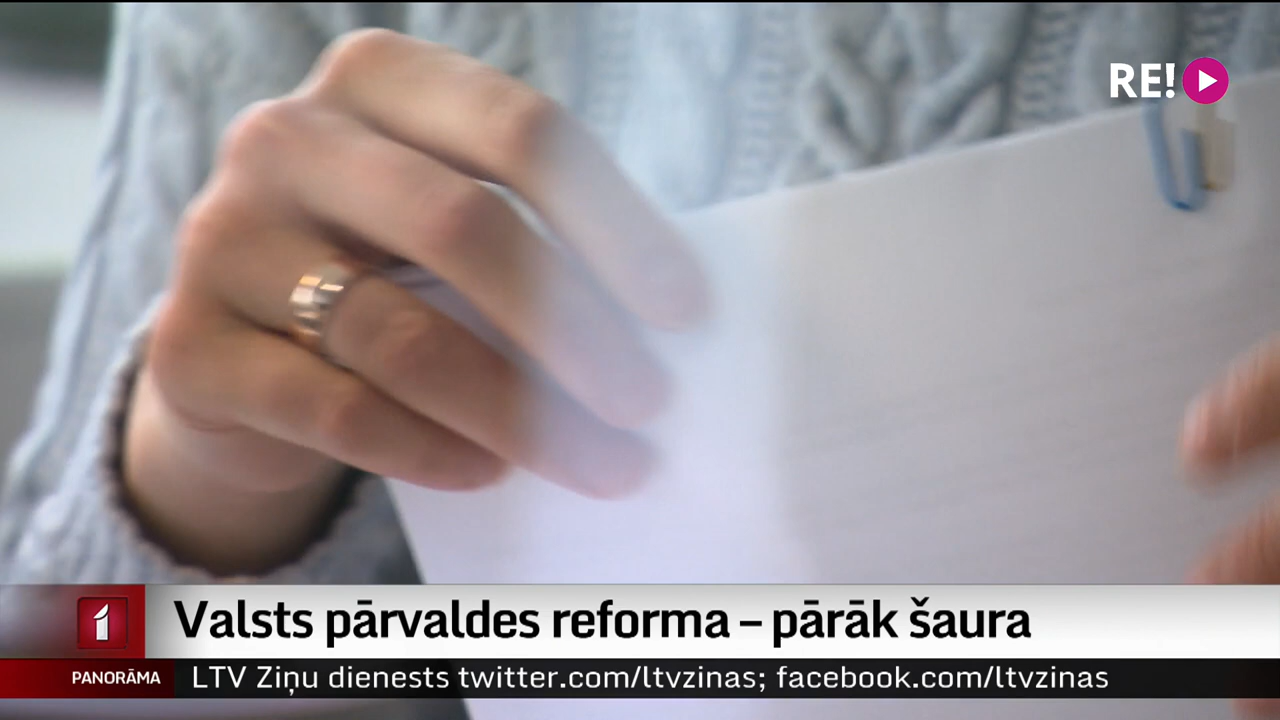 RE!
1
Valsts pārvaldes reforma – pārāk šaura
PANORĀMA
LTV Ziņu dienests twitter.com/ltvzinas; facebook.com/ltvzinas